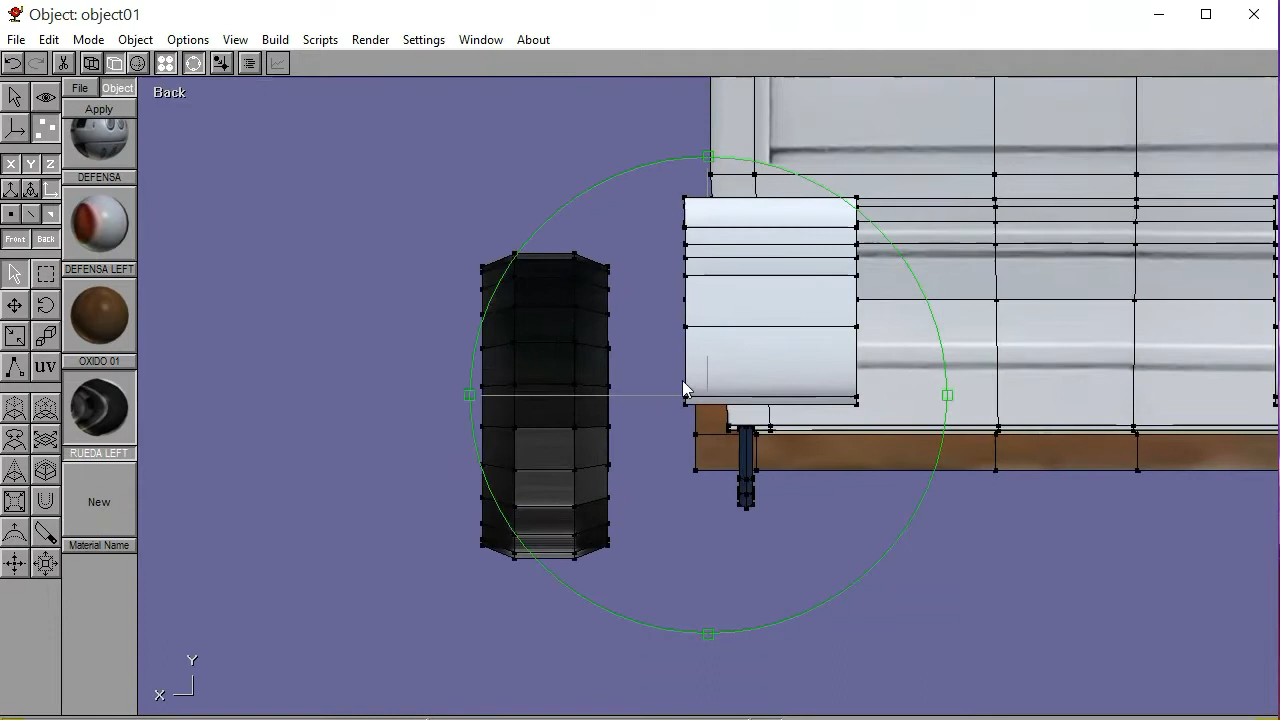 Object: object01
File Edit Mode Object Options View Build Scripts Render Settings Window About
File Object
Apply
Back
DEFENSA
X Y Z
Front Back
DEFENSA LEFT
OXIDO 01
uv
RUEDA LEFT
New
Material Name
Y
X